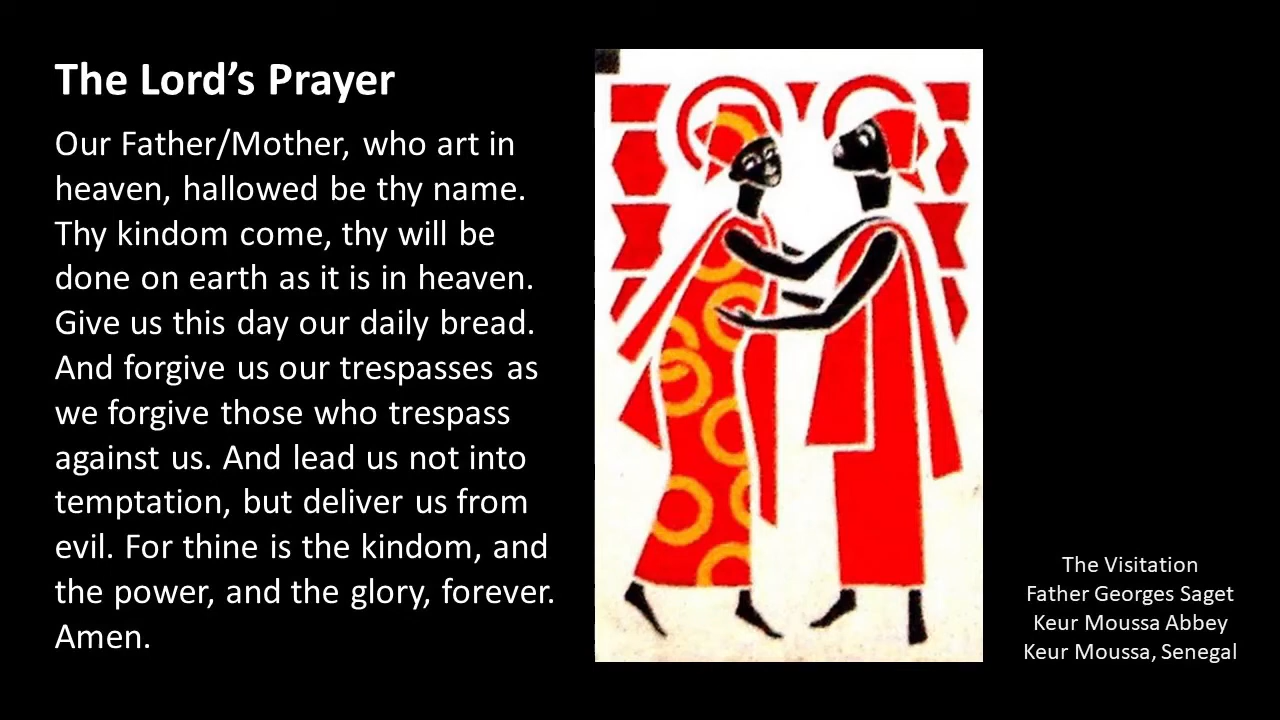 The Lord’s Prayer
Our Father/Mother, who art in
heaven, hallowed be thy name.
Thy kindom come, thy will be
done on earth as it is in heaven.
Give us this day our daily bread.
And forgive us our trespasses as
we forgive those who trespass
against us. And lead us not into
temptation, but deliver us from
evil. For thine is the kindom, and
the power, and the glory, forever.
Amen.
The Visitation
Father Georges Saget
Keur Moussa Abbey
Keur Moussa, Senegal